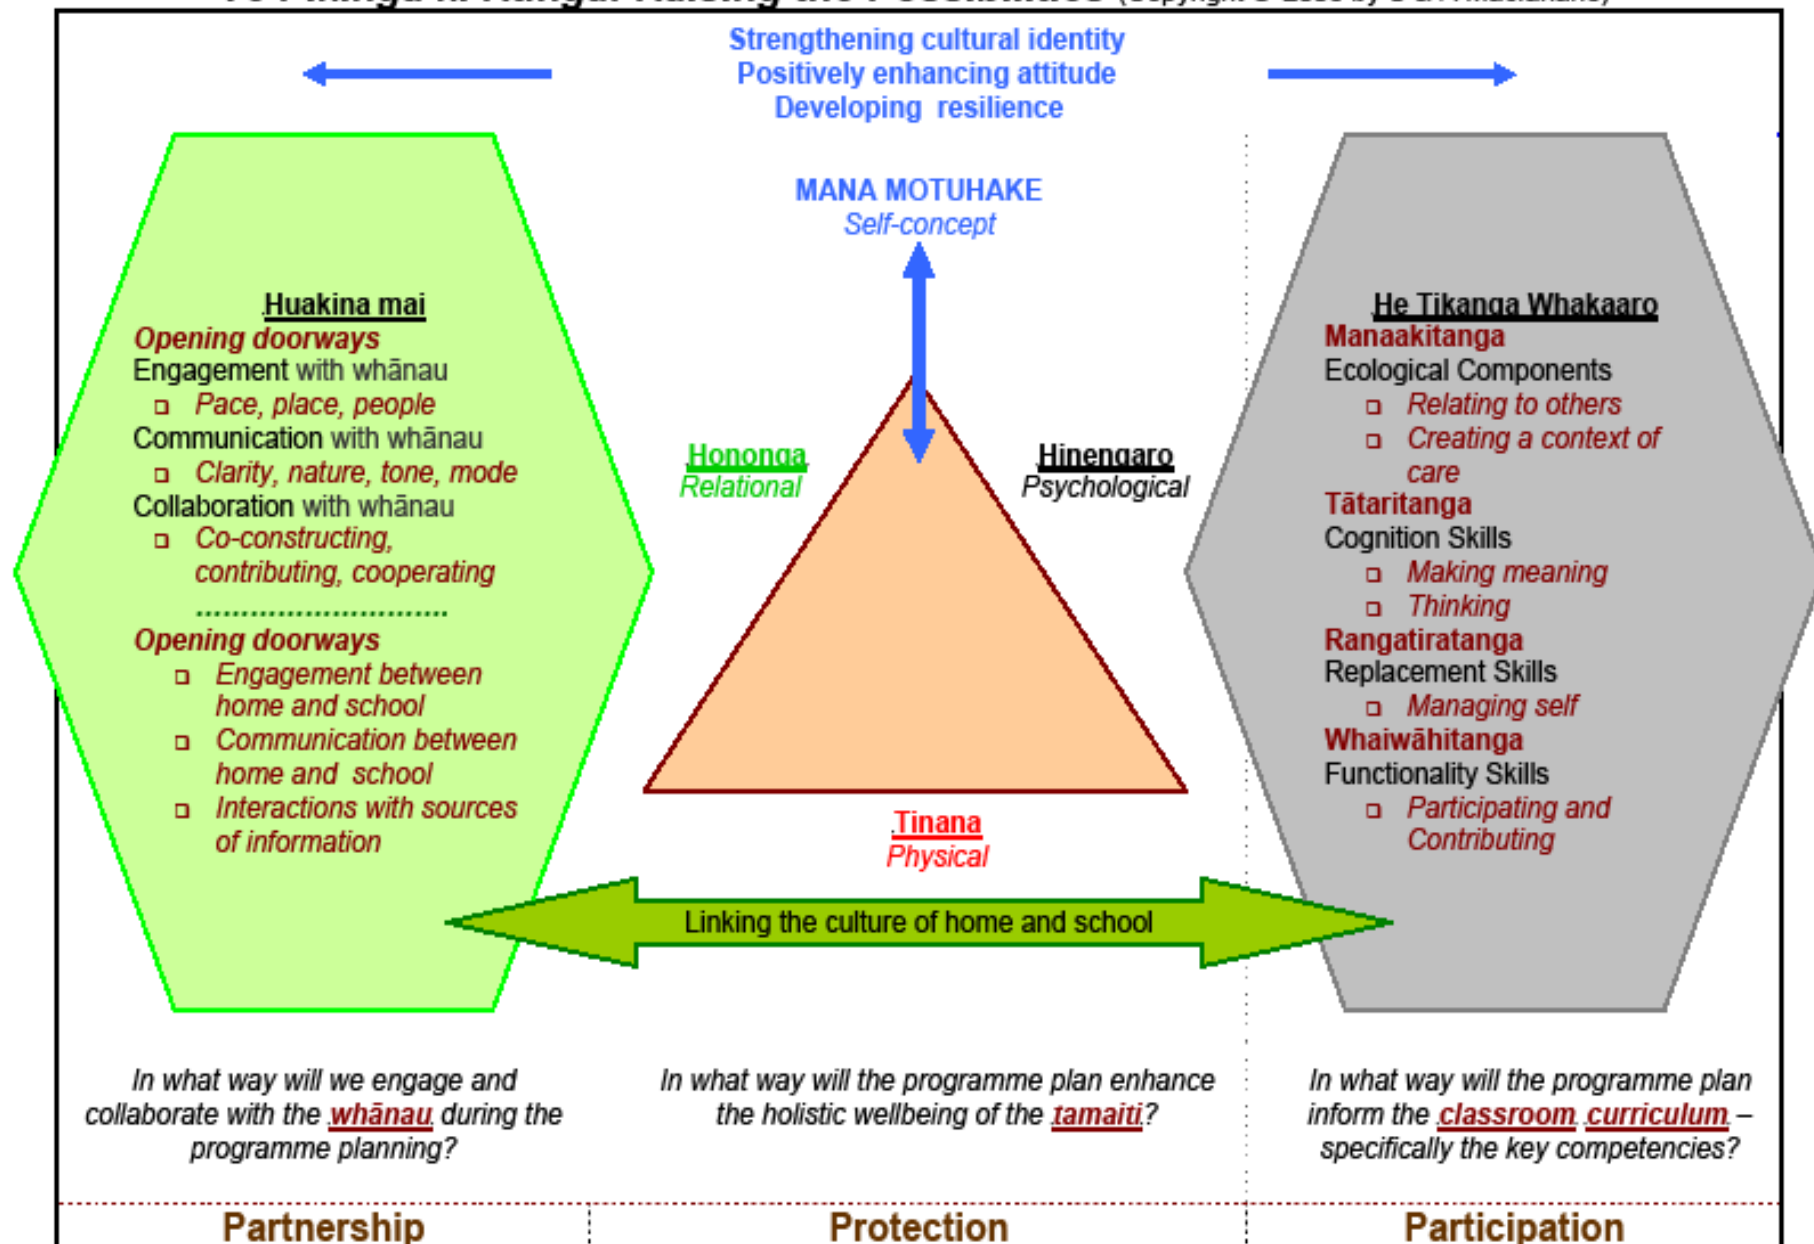 Strengthening cultural identity
Positively enhancing attitude
Developing resilience
MANA MOTUHAKE
Self-concept
Huakina mai
Opening doorways
Engagement with whānau
Pace, place, people
Communication with whānau
Clarity, nature, tone, mode
Collaboration with whānau
Co-constructing,
contributing, cooperating
............................
Opening doorways
Engagement between
home and school
Communication between
home and school
Interactions with sources
of information
Hononga
Relational
Hinengaro
Psychological
Tinana
Physical
He Tikanga Whakaaro
Manaakitanga
Ecological Components
Relating to others
Creating a context of
care
Tātaritanga
Cognition Skills
Making meaning
Thinking
Rangatiratanga
Replacement Skills
Managing self
Whaiwāhitanga
Functionality Skills
Participating and
Contributing
Linking the culture of home and school
In what way will we engage and
collaborate with the whānau during the
programme planning?
In what way will the programme plan enhance
the holistic wellbeing of the tamaiti?
In what way will the programme plan
inform the classroom curriculum –
specifically the key competencies?
Partnership
Protection
Participation